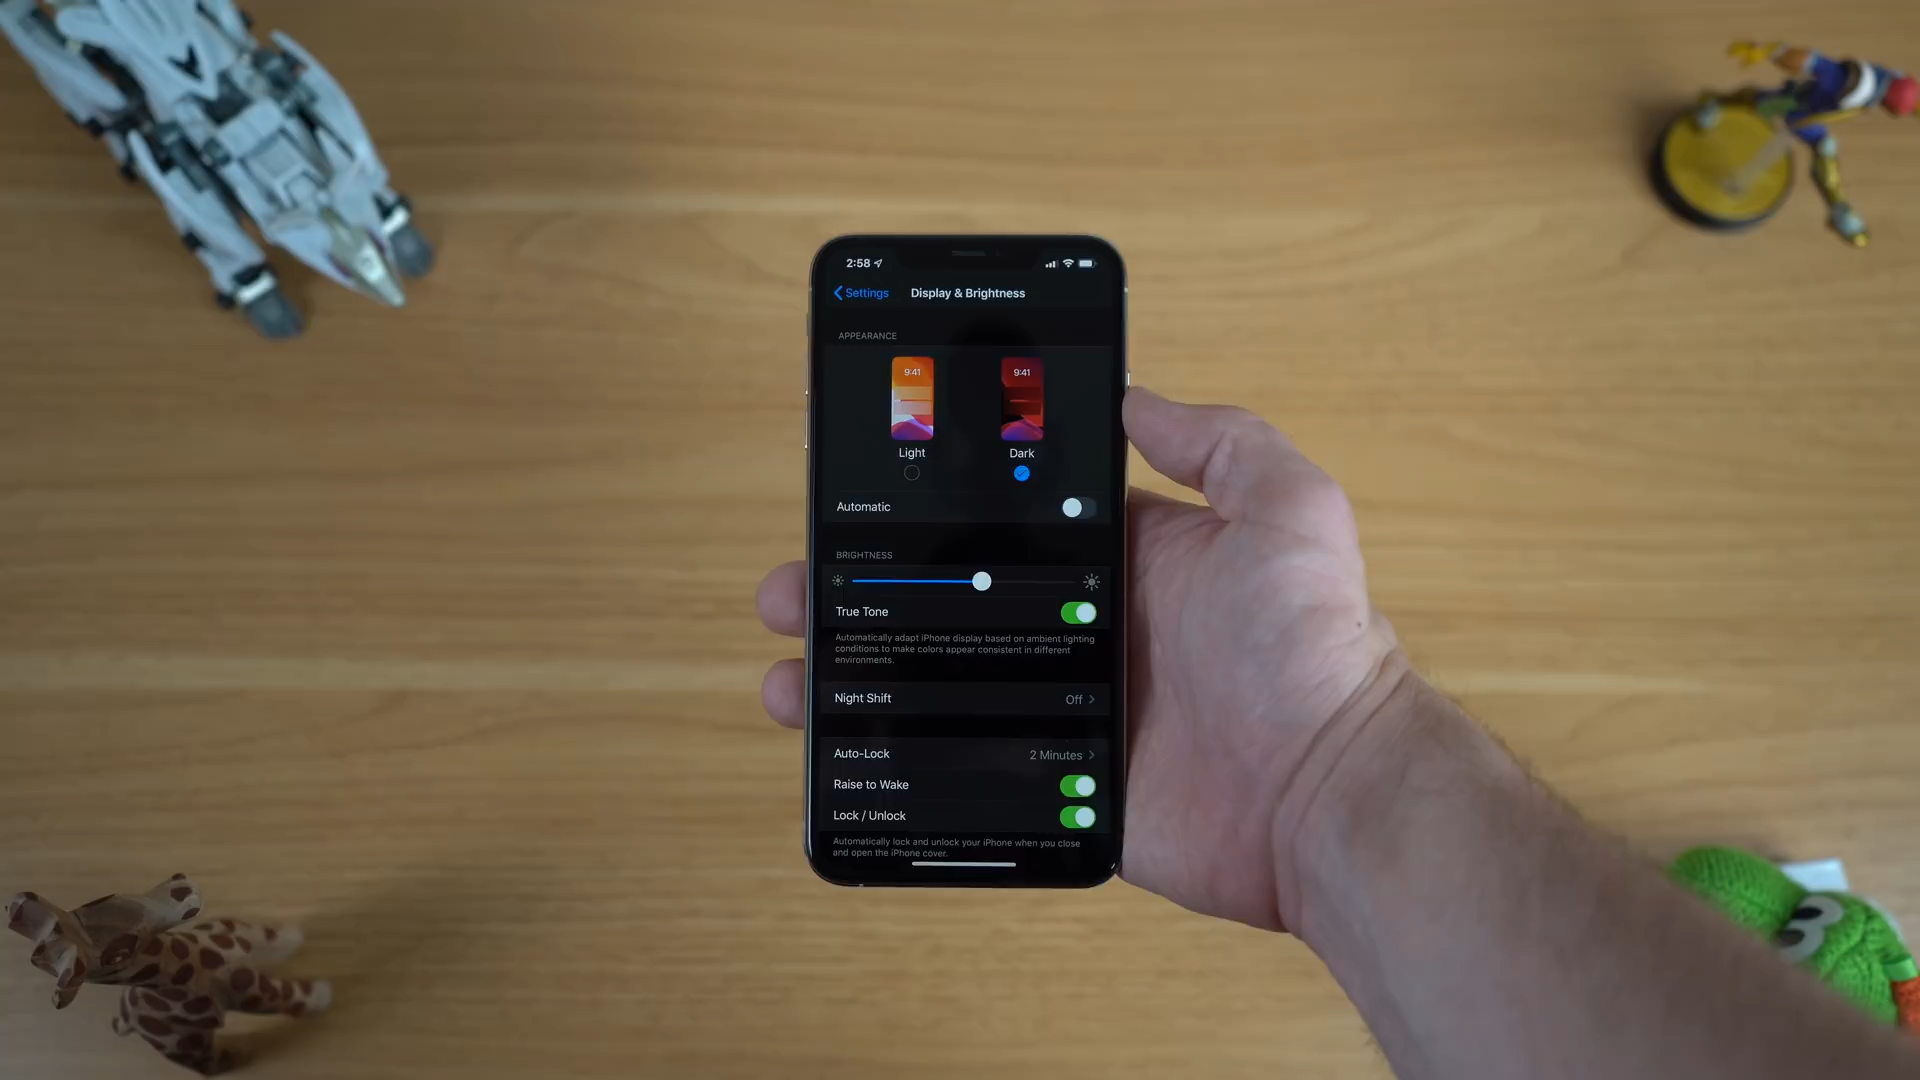 2:58
Settings Display & Brightness
APPEARANCE
9:41 9:41
Light Dark
Automatic
BRIGHTNESS
True Tone
Automatically adapt iPhone display based on ambient lighting
conditions to make colors appear consistent in different
environments.
Night Shift Off
Auto-Lock 2 Minutes
Raise to Wake
Lock / Unlock
Automatically lock and unlock your iPhone when you close
and open the iPhone cover.